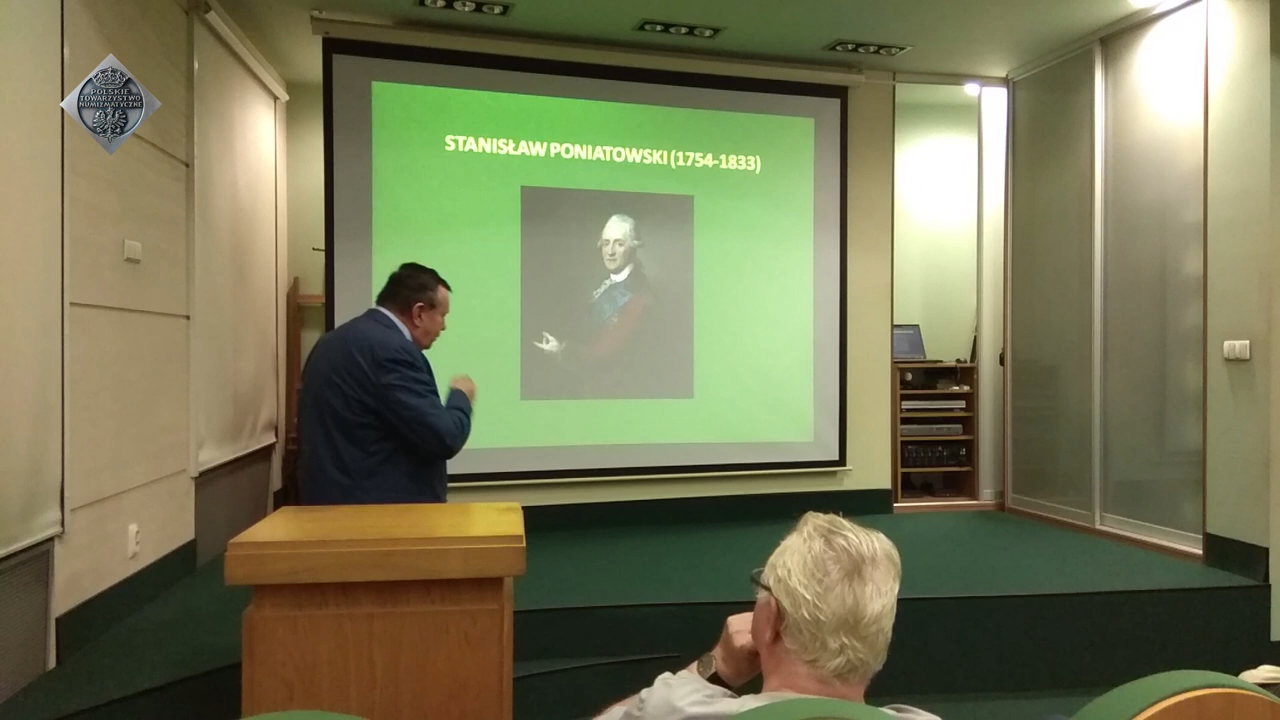 POLSKIE
TOWARZYSTWO
NUMIZMATYCZNE
STANISŁAW PONIATOWSKI (1754-1833)